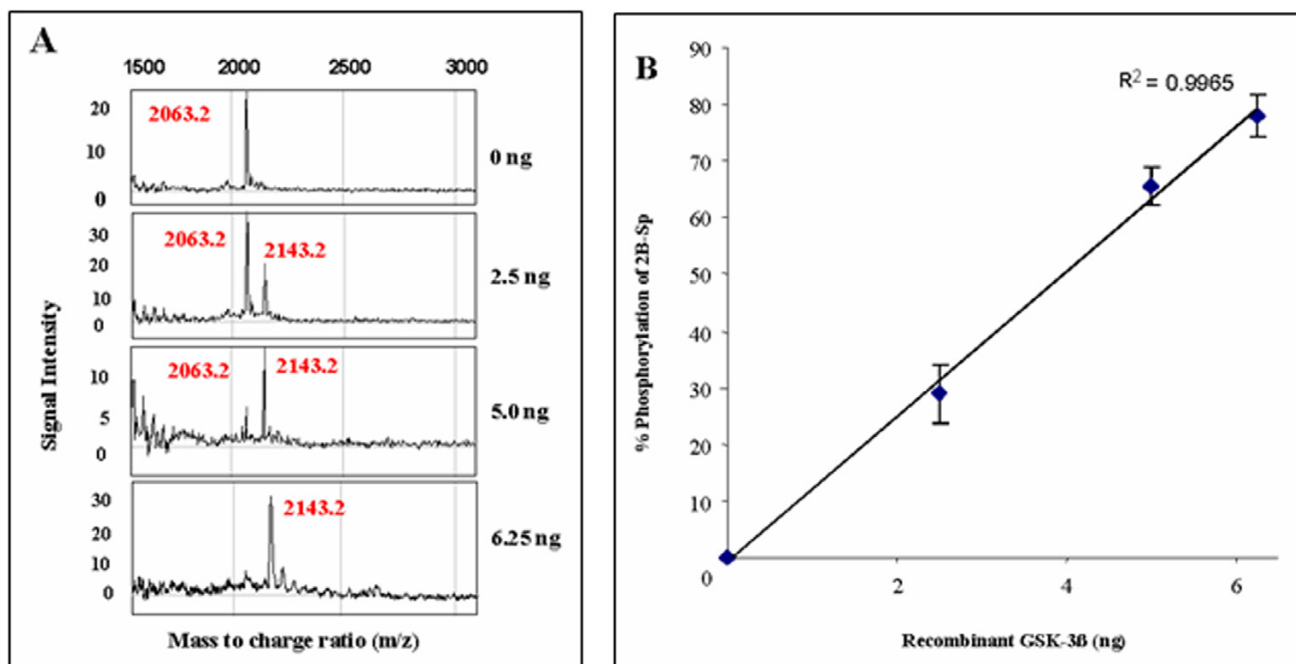 A
1500 2000 2500 3000
20
10
0
2063.2
0 ng
30
20
10
0
2063.2
2143.2
2.5 ng
10
5
0
2063.2
2143.2
5.0 ng
30
20
10
0
2143.2
6.25 ng
Signal Intensity
Mass to charge ratio (m/z)
B
90
80
70
60
50
40
30
20
10
0
R² = 0.9965
% Phosphorylation of 2B-Sp
2 4 6
Recombinant GSK-3ß (ng)